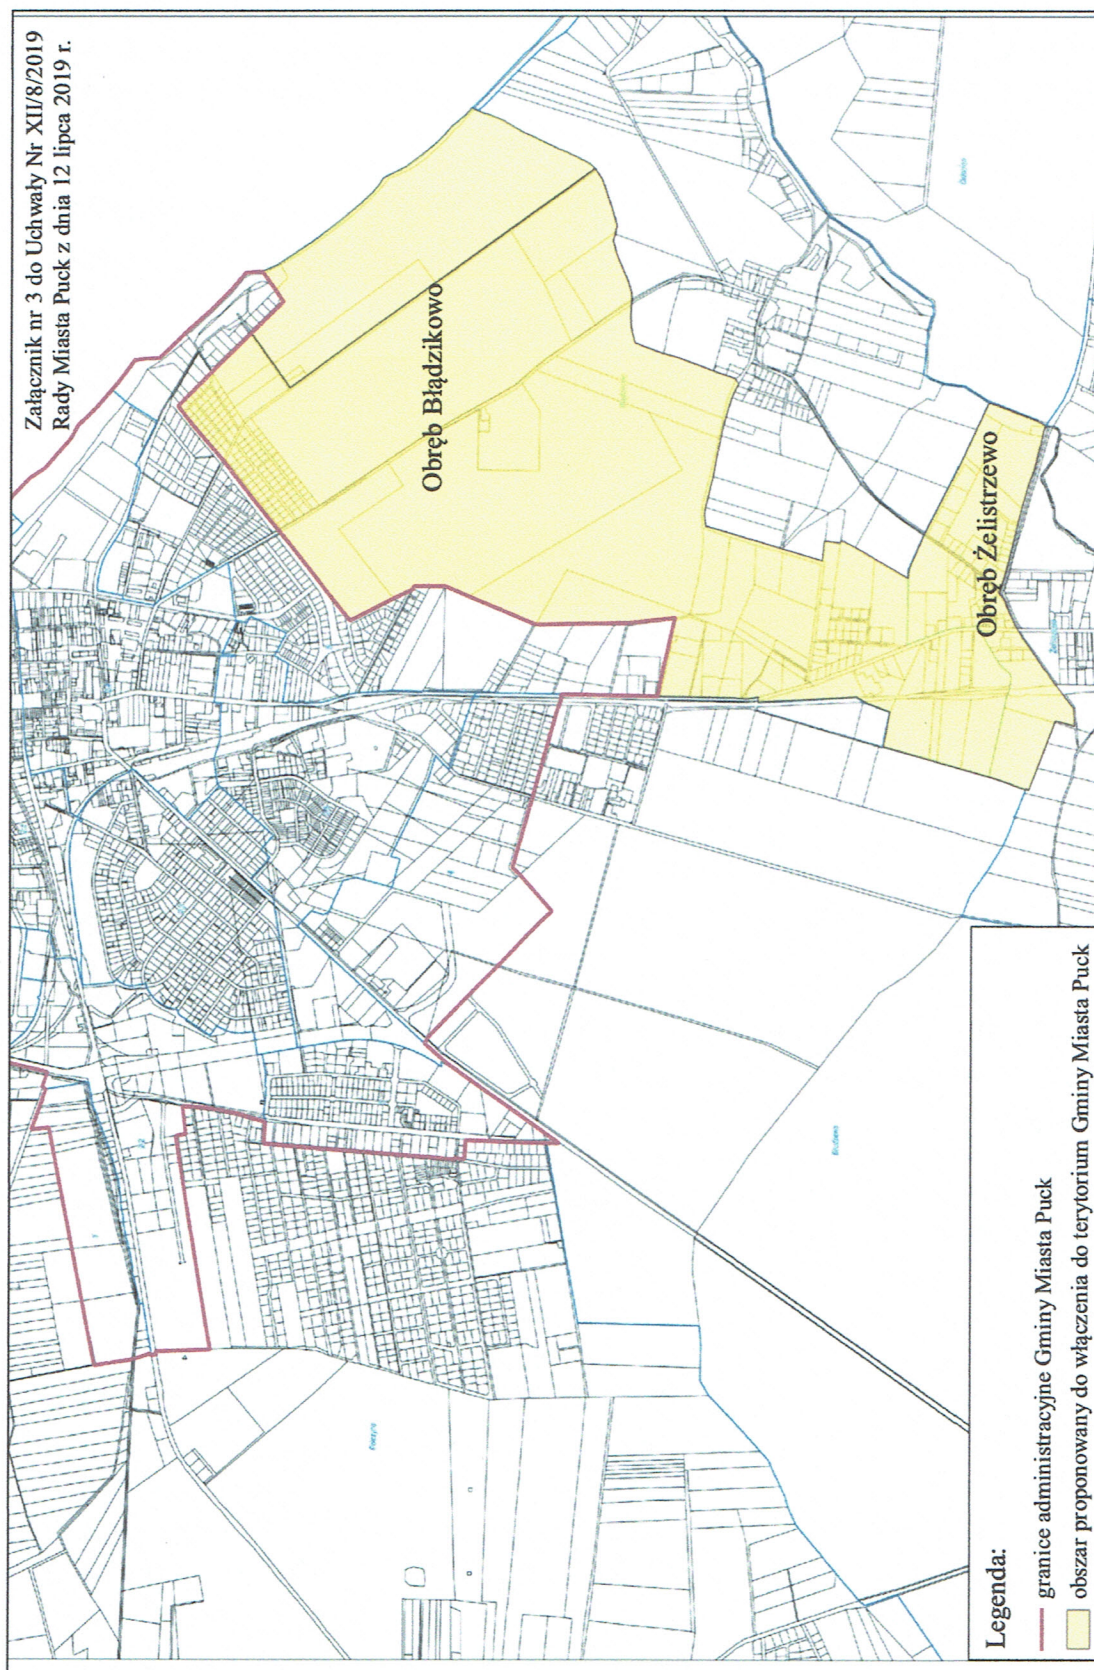 Załącznik nr 3 do Uchwały Nr XII/8/2019
Rady Miasta Puck z dnia 12 lipca 2019 r.
Obręb Błądzikowo
Obręb Żelistrzewo
Legenda:
granice administracyjne Gminy Miasta Puck
obszar proponowany do włączenia do terytorium Gminy Miasta Puck